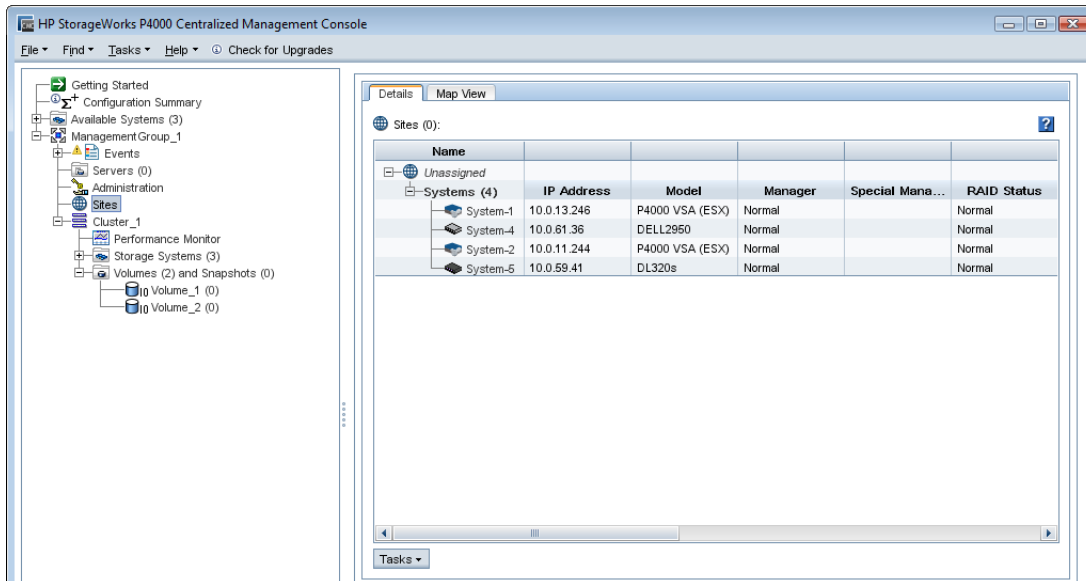 HP StorageWorks P4000 Centralized Management Console
File Find Tasks Help Check for Upgrades
Getting Started
Configuration Summary
Available Systems (3)
ManagementGroup_1
Events
Servers (0)
Administration
Sites
Cluster_1
Performance Monitor
Storage Systems (3)
Volumes (2) and Snapshots (0)
Volume_1 (0)
Volume_2 (0)
Details Map View
Sites (0):
?
Name
Unassigned
Systems (4) IP Address Model Manager Special Mana... RAID Status
System-1 10.0.13.246 P4000 VSA (ESX) Normal Normal
System-4 10.0.61.36 DELL2950 Normal Normal
System-2 10.0.11.244 P4000 VSA (ESX) Normal Normal
System-5 10.0.59.41 DL320s Normal Normal
Tasks